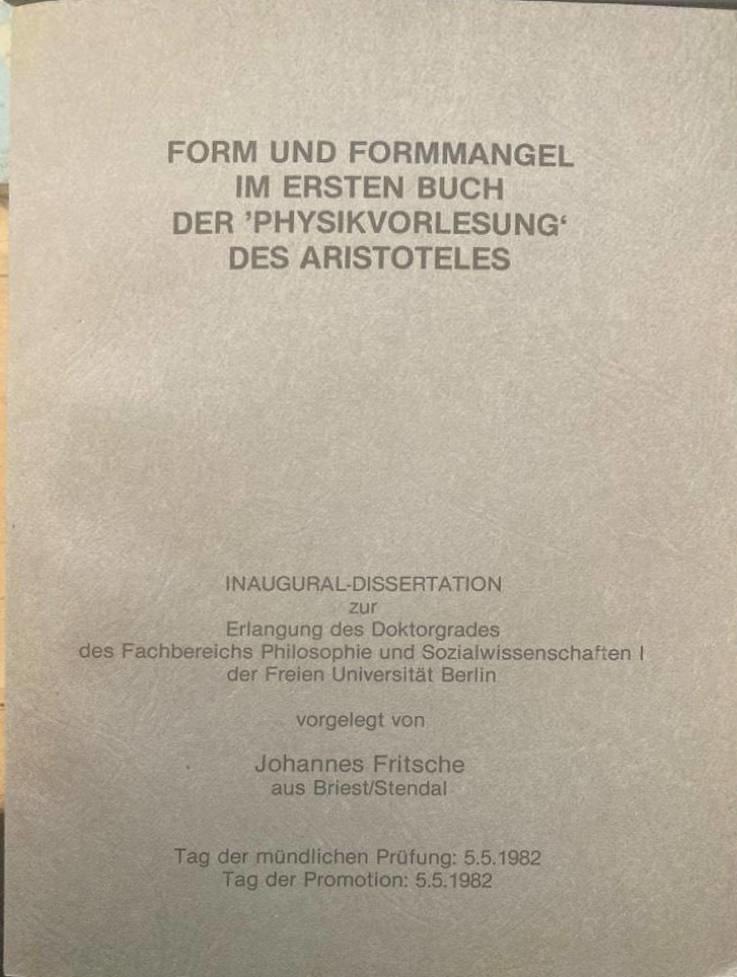 FORM UND FORMMANGEL
IM ERSTEN BUCH
DER ’PHYSIKVORLESUNG‘
DES ARISTOTELES
INAUGURAL-DISSERTATION
zur
Erlangung des Doktorgrades
des Fachbereichs Philosophie und Sozialwissenschaften I
der Freien Universität Berlin
vorgelegt von
Johannes Fritsche
aus Briest/Stendal
Tag der mündlichen Prüfung: 5.5.1982
Tag der Promotion: 5.5.1982